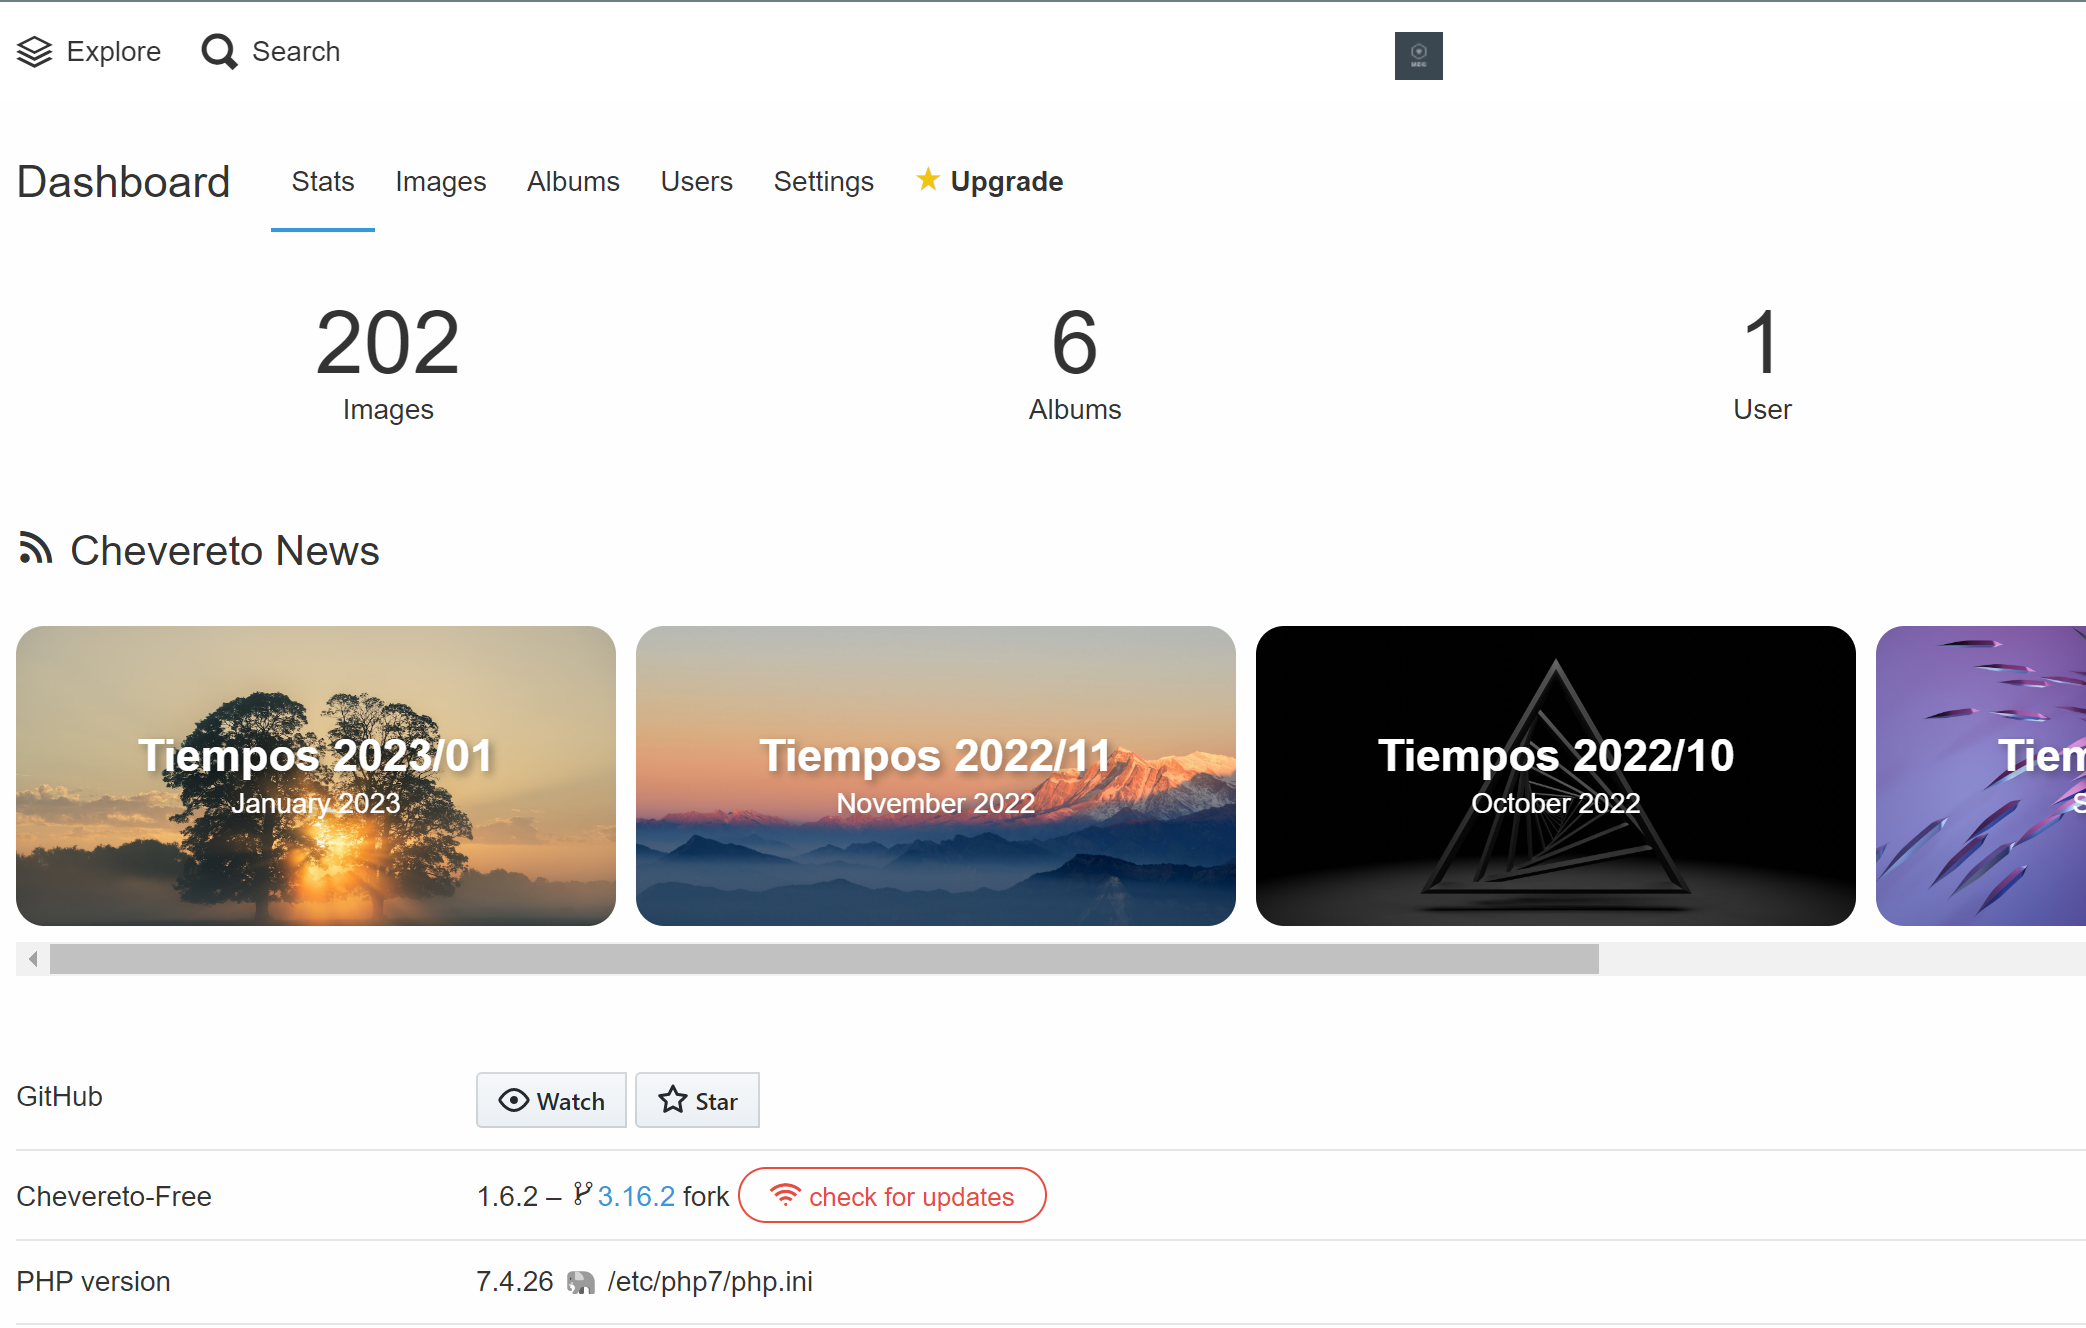 Explore Search
Dashboard Stats Images Albums Users Settings Upgrade
202 6 1
Images Albums User
Chevereto News
Tiempos 2023/01 Tiempos 2022/11 Tiempos 2022/10
January 2023 November 2022 October 2022
GitHub Watch Star
Chevereto-Free 1.6.2 – 3.16.2 fork check for updates
PHP version 7.4.26 /etc/php7/php.ini